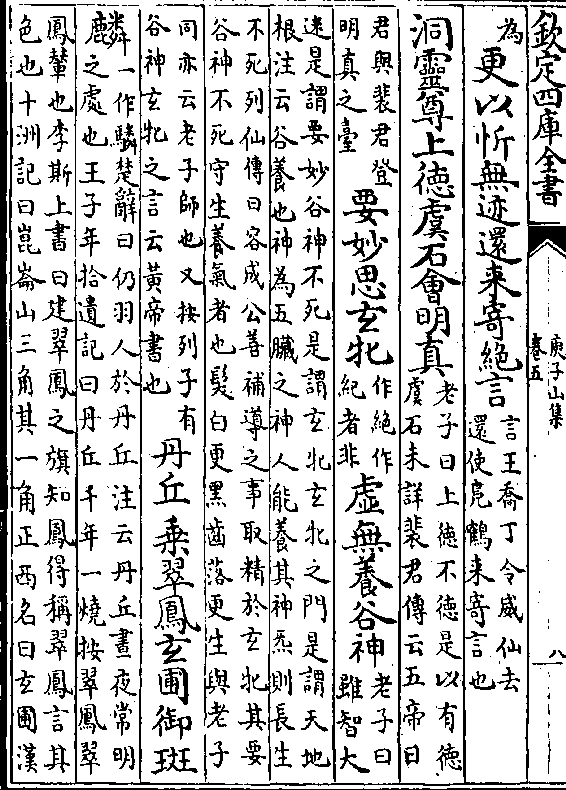 欽定四庫全書
庾子山集
卷五
八
為
更以忻無迹還来寄絶言
言王喬丁令威仙去
還使鳬鶴来寄言也
洞靈尊上徳虞石會明真
老子曰上徳不徳是以有徳
虞石未詳裴君傳云五帝日
君與裴君登
明真之臺
要妙思玄牝
作絶作
紀者非
虚無養谷神
老子曰
雖智大
迷是謂要妙谷神不死是謂玄牝玄牝之門是謂天地
根注云谷養也神為五臟之神人能養其神炁則長生
不死列仙傳曰容成公善補導之事取精於玄牝其要
谷神不死守生養氣者也髮白更黑齒落更生與老子
同亦云老子師也又按列子有
谷神玄牝之言云黄帝書也
丹丘乗翠鳳玄圃御斑
麟
一作驎楚辭曰仍羽人於丹丘注云丹丘晝夜常明
之處也王子年拾遺記曰丹丘千年一燒按翠鳳翠
鳳輦也李斯上書曰建翠鳳之旗知鳳得稱翠鳳言其
色也十洲記曰崑崙山三角其一角正西名曰玄圃漢